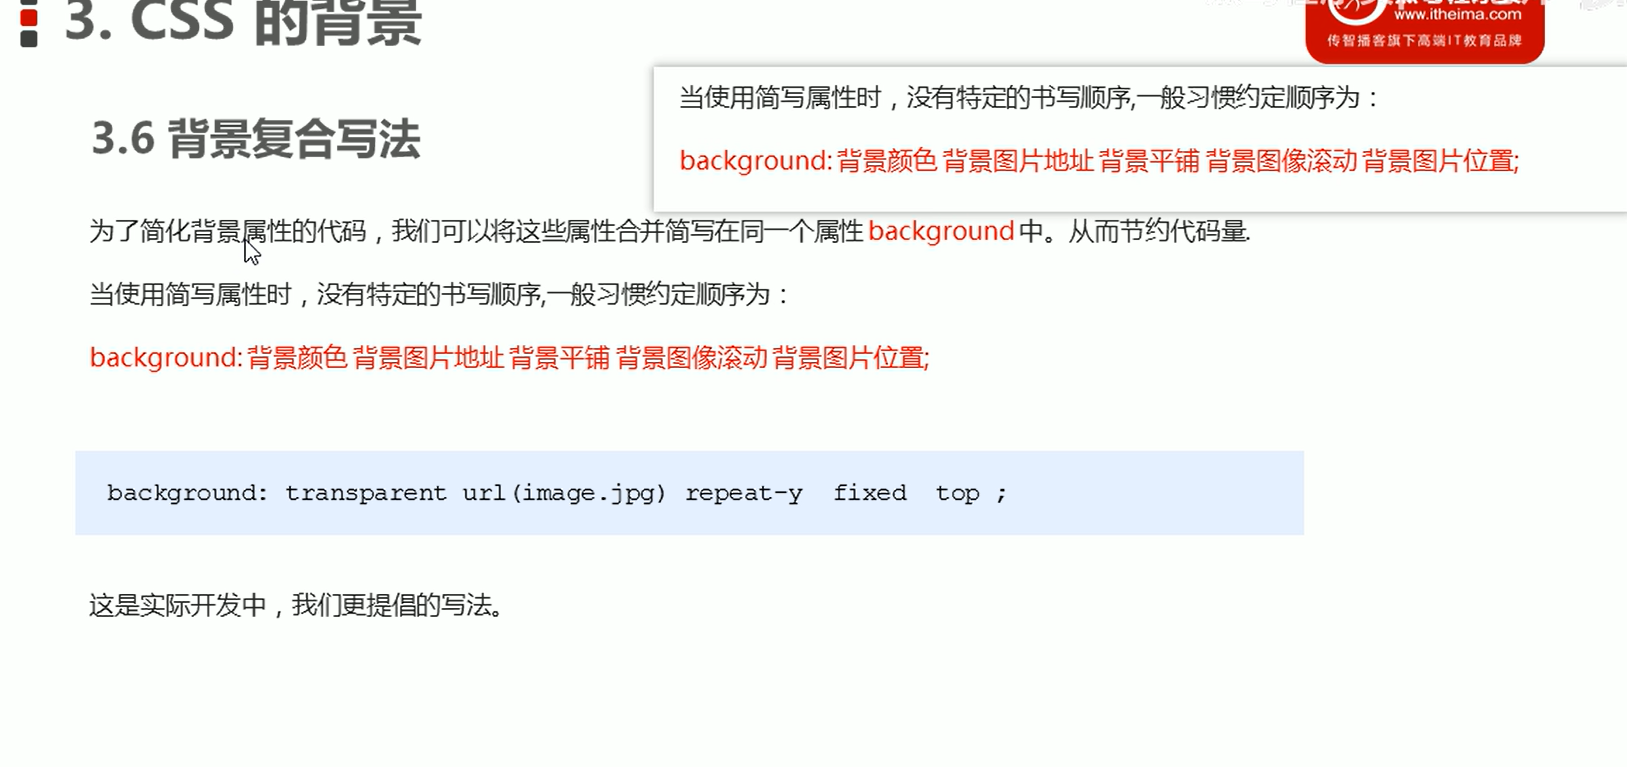 3. CSS 的背景
www.itheima.com
传智播客旗下高端IT教育品牌
当使用简写属性时，没有特定的书写顺序,一般习惯约定顺序为：
background: 背景颜色 背景图片地址 背景平铺 背景图像滚动 背景图片位置;
3.6 背景复合写法
为了简化背景属性的代码，我们可以将这些属性合并简写在同一个属性 background 中。从而节约代码量.
当使用简写属性时，没有特定的书写顺序,一般习惯约定顺序为：
background: 背景颜色 背景图片地址 背景平铺 背景图像滚动 背景图片位置;
background: transparent url(image.jpg) repeat-y  fixed  top ;
这是实际开发中，我们更提倡的写法。